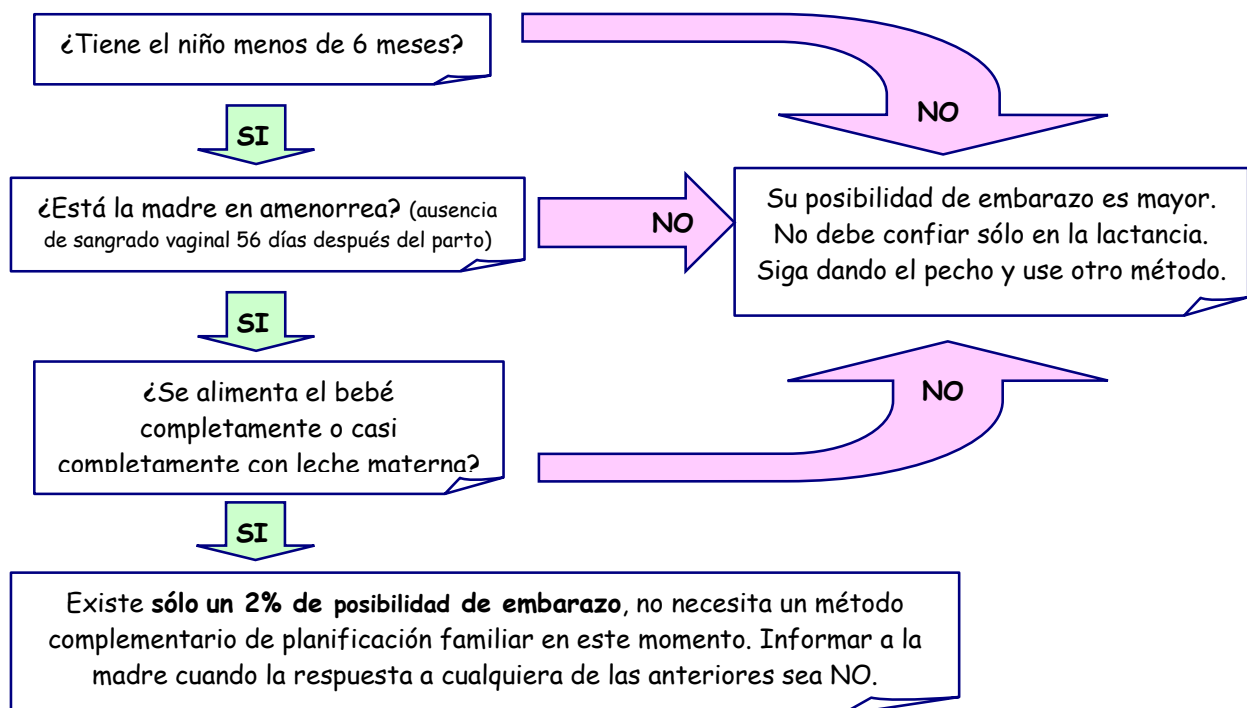 ¿Tiene el niño menos de 6 meses?
NO
SI
¿Está la madre en amenorrea? (ausencia
de sangrado vaginal 56 días después del parto)
NO
Su posibilidad de embarazo es mayor.
No debe confiar sólo en la lactancia.
Siga dando el pecho y use otro método.
SI
¿Se alimenta el bebé
completamente o casi
completamente con leche materna?
NO
SI
Existe sólo un 2% de posibilidad de embarazo, no necesita un método
complementario de planificación familiar en este momento. Informar a la
madre cuando la respuesta a cualquiera de las anteriores sea NO.